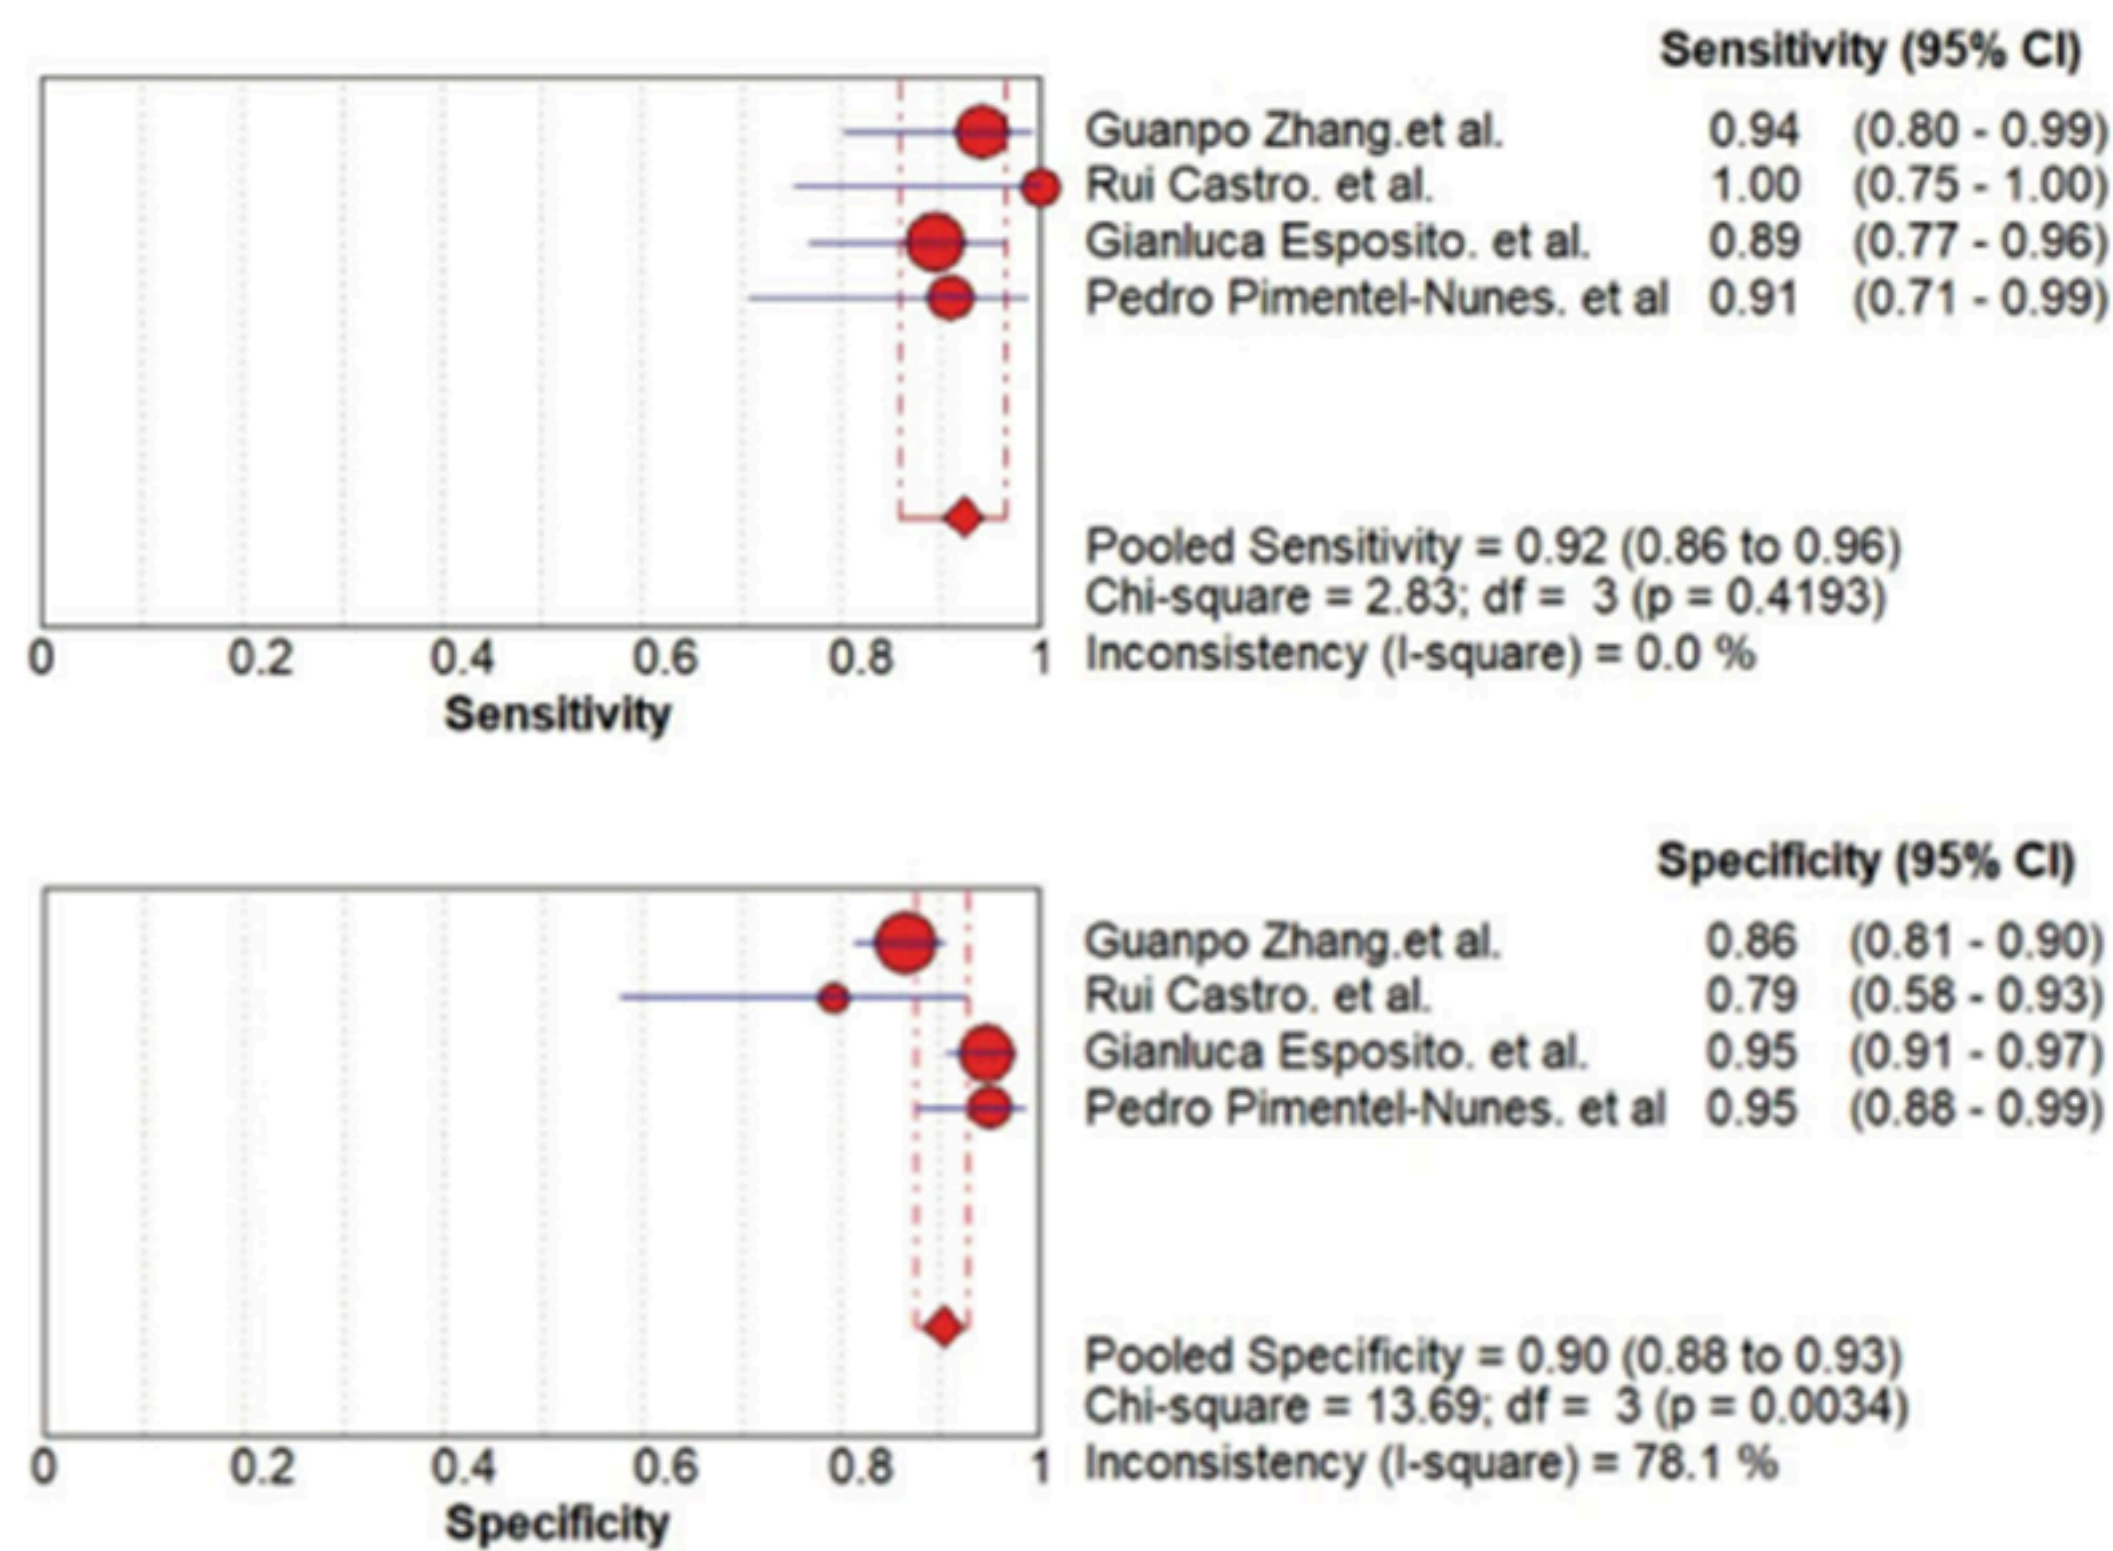 Sensitivity (95% CI)
Guanpo Zhang.et al. 0.94 (0.80 - 0.99)
Rui Castro. et al. 1.00 (0.75 - 1.00)
Gianluca Esposito. et al. 0.89 (0.77 - 0.96)
Pedro Pimentel-Nunes. et al 0.91 (0.71 - 0.99)
Pooled Sensitivity = 0.92 (0.86 to 0.96)
Chi-square = 2.83; df = 3 (p = 0.4193)
Inconsistency (I-square) = 0.0 %
0 0.2 0.4 0.6 0.8 1
Sensitivity
Specificity (95% CI)
Guanpo Zhang.et al. 0.86 (0.81 - 0.90)
Rui Castro. et al. 0.79 (0.58 - 0.93)
Gianluca Esposito. et al. 0.95 (0.91 - 0.97)
Pedro Pimentel-Nunes. et al 0.95 (0.88 - 0.99)
Pooled Specificity = 0.90 (0.88 to 0.93)
Chi-square = 13.69; df = 3 (p = 0.0034)
Inconsistency (I-square) = 78.1 %
0 0.2 0.4 0.6 0.8 1
Specificity